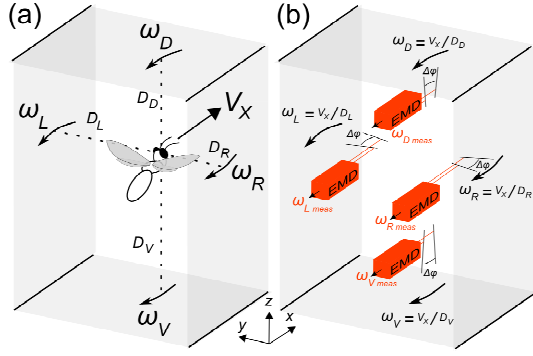 (a)
ω_D
D_D
V_X
ω_L
D_L
D_R
ω_R
D_V
ω_V
z
y
x
(b)
ω_D = V_X/D_D
Δφ
EMD
ω_D meas
ω_L = V_X/D_L
Δφ
EMD
ω_L meas
Δφ
EMD
ω_R = V_X/D_R
ω_R meas
EMD
Δφ
ω_V meas
ω_V = V_X/D_V